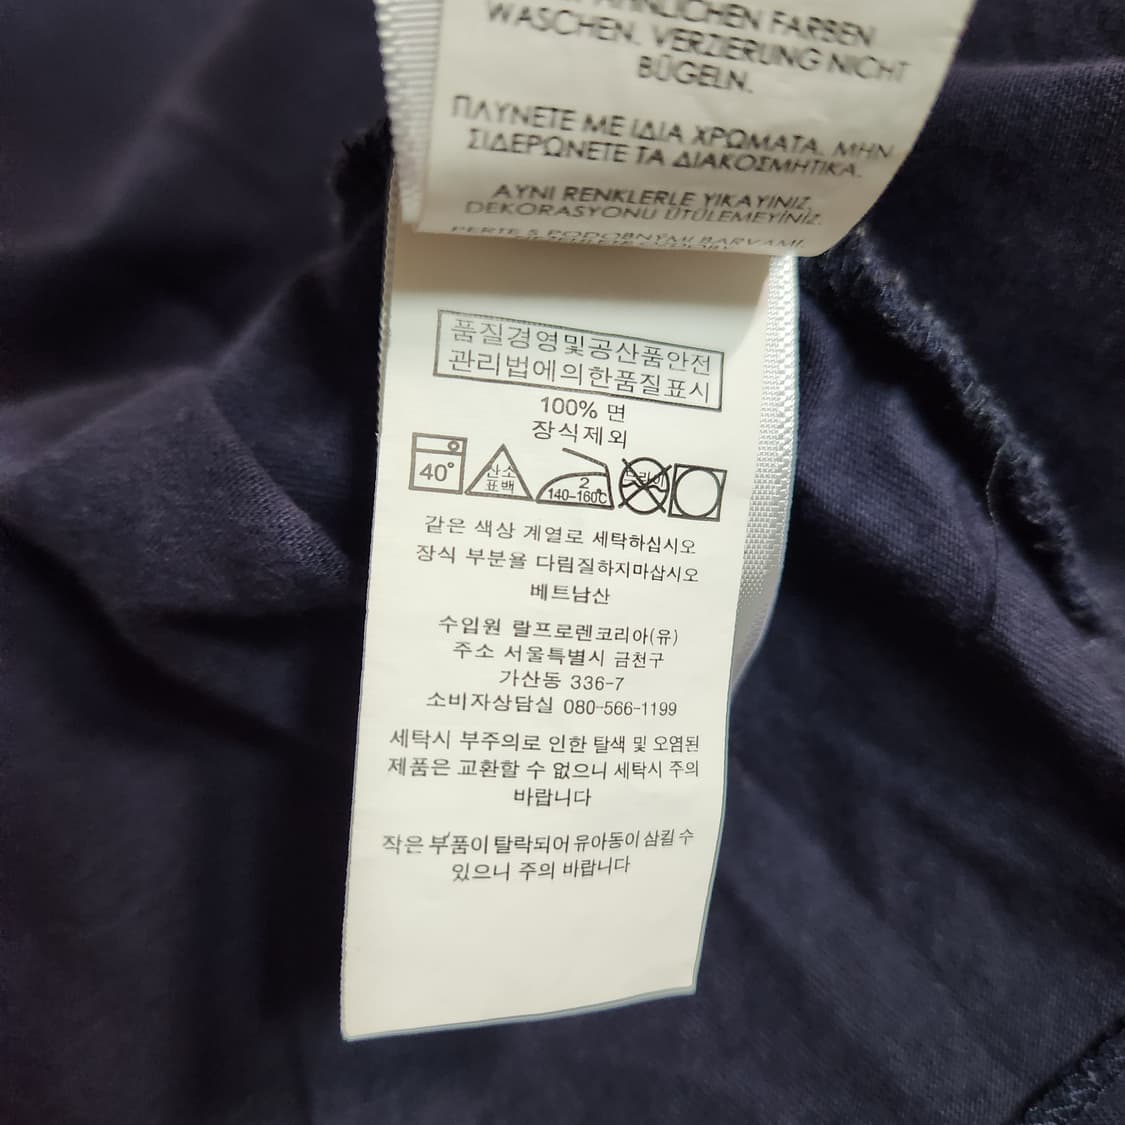 FARBEN
WASCHEN. VERZIERUNG NICHT
BÜGELN.
ΠΛΥΝΕΤΕ ΜΕ ΙΔΙΑ ΧΡΩΜΑΤΑ. ΜΗΝ
ΣΙΔΕΡΩΝΕΤΕ ΤΑ ΔΙΑΚΟΣΜΗΤΙΚΑ.
AYNI RENKLERLE YIKAYINIZ,
DEKORASYONU ÜTÜLEMEYİNİZ.
PERTE S PODOBNÝMI BARVAMI.
품질경영및공산품안전
관리법에의한품질표시
100% 면
장식제외
40° 산소 2 드라이
표백 140-160℃
같은 색상 계열로 세탁하십시오
장식 부분욜 다림질하지마십시오
베트남산
수입원 랄프로렌코리아(유)
주소 서울특별시 금천구
가산동 336-7
소비자상담실 080-566-1199
세탁시 부주의로 인한 탈색 및 오염된
제품은 교환할 수 없으니 세탁시 주의
바랍니다
작은 부품이 탈락되어 유아동이 삼킬 수
있으니 주의 바랍니다